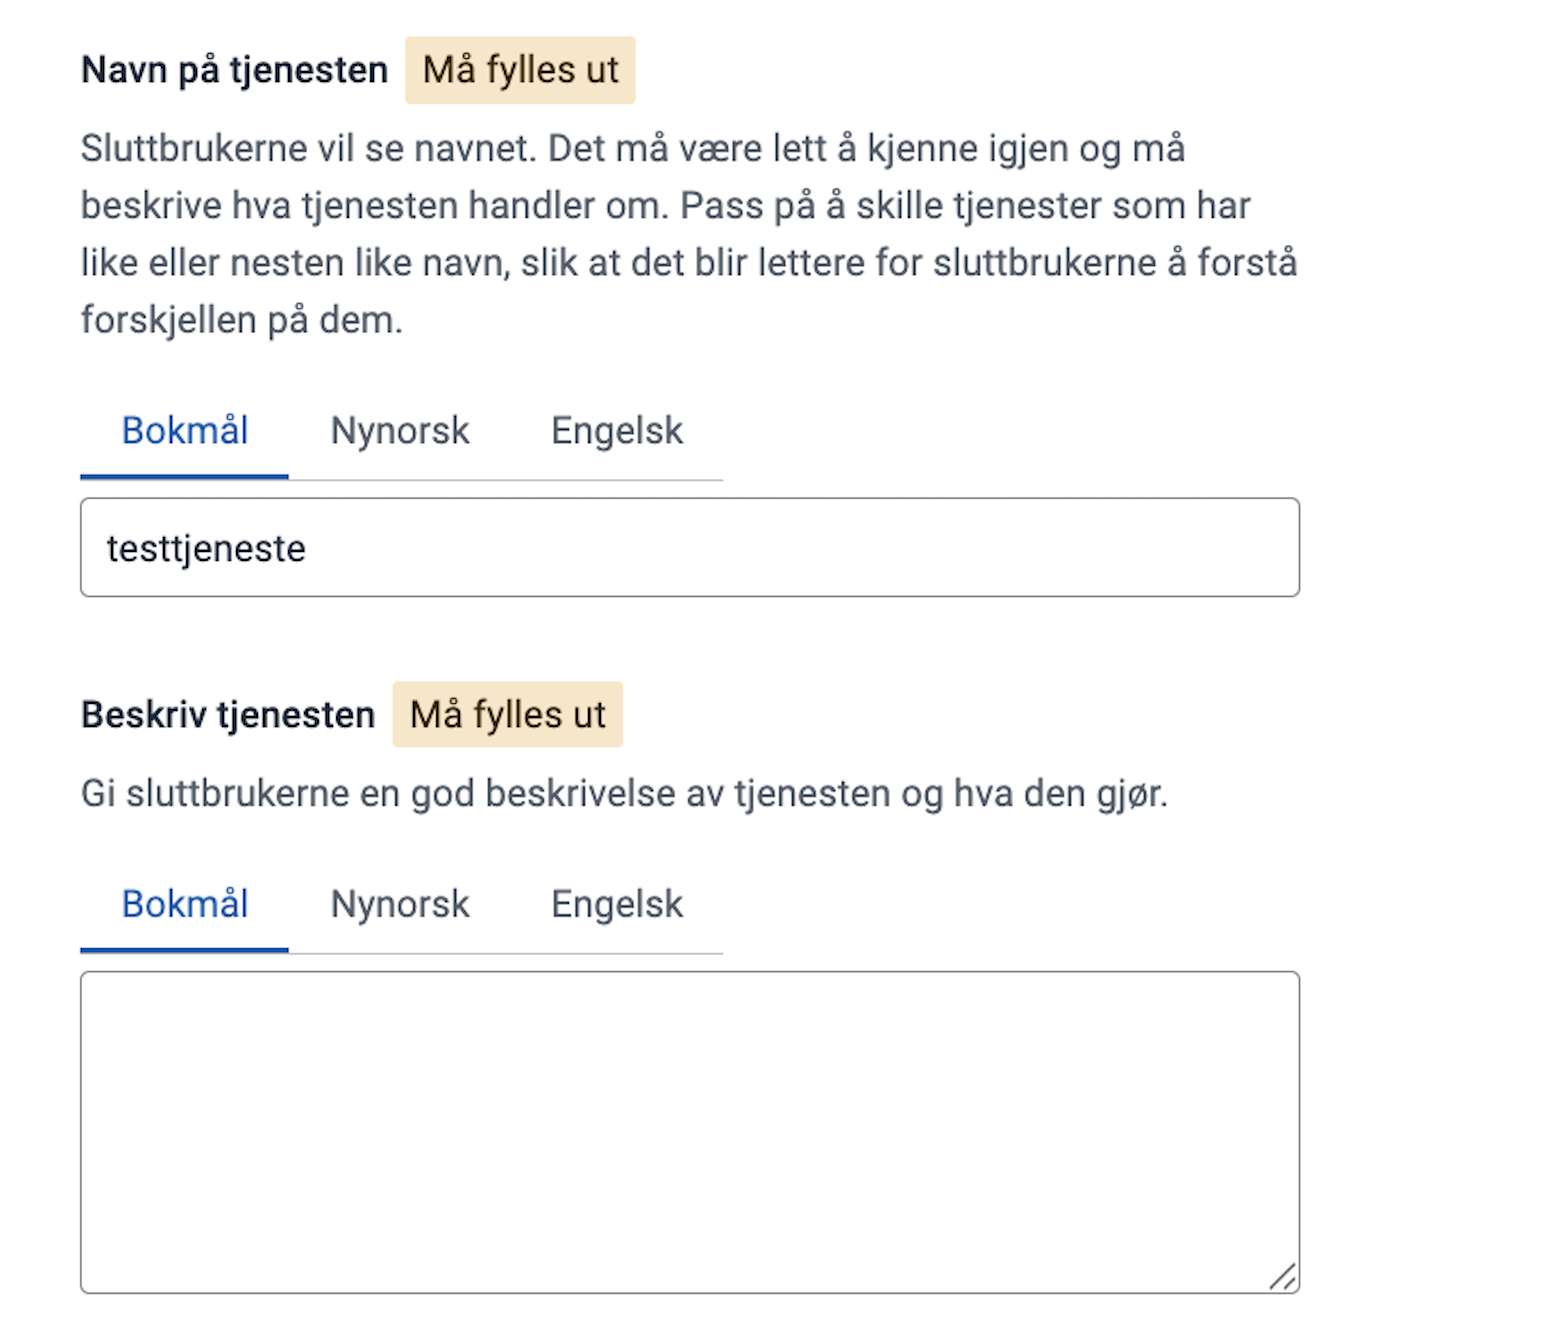 Navn på tjenesten Må fylles ut
Sluttbrukerne vil se navnet. Det må være lett å kjenne igjen og må
beskrive hva tjenesten handler om. Pass på å skille tjenester som har
like eller nesten like navn, slik at det blir lettere for sluttbrukerne å forstå
forskjellen på dem.
Bokmål Nynorsk Engelsk
testtjeneste
Beskriv tjenesten Må fylles ut
Gi sluttbrukerne en god beskrivelse av tjenesten og hva den gjør.
Bokmål Nynorsk Engelsk